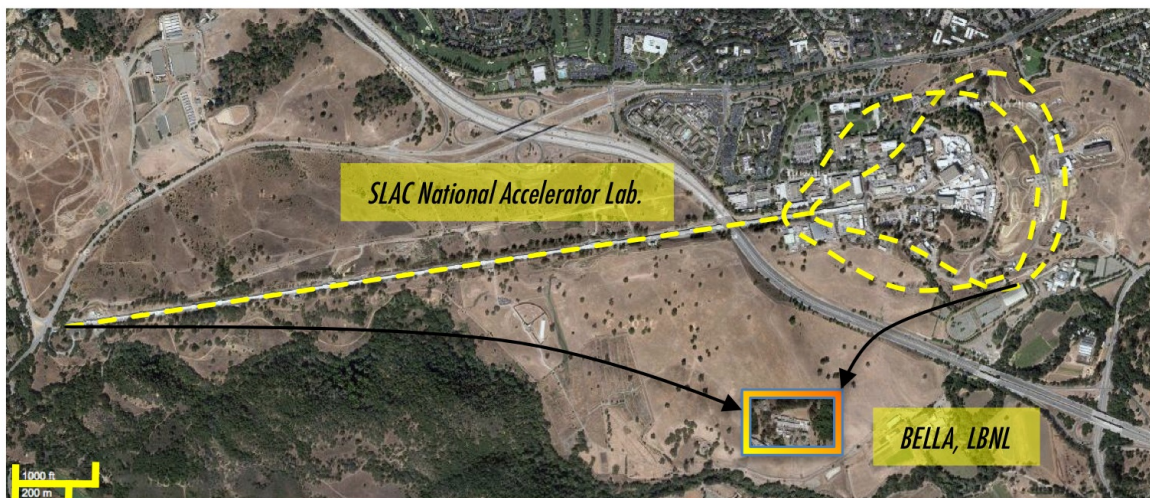 SLAC National Accelerator Lab.
BELLA, LBNL
1000 ft
200 m